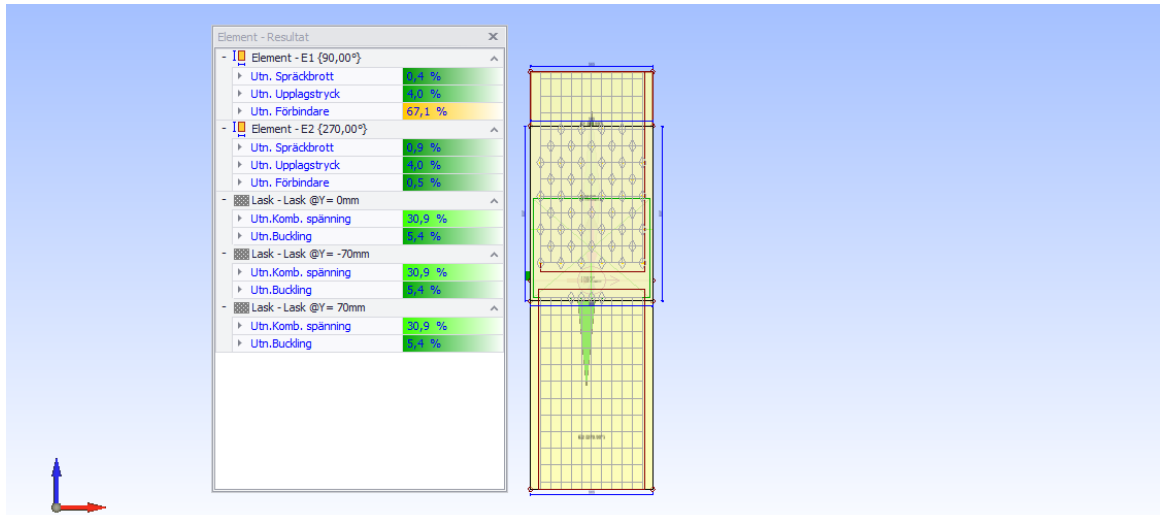 Element - Resultat
Element - E1 {90,00°}
Utn. Spräckbrott 0,4 %
Utn. Upplagstryck 4,0 %
Utn. Förbindare 67,1 %
Element - E2 {270,00°}
Utn. Spräckbrott 0,9 %
Utn. Upplagstryck 4,0 %
Utn. Förbindare 0,5 %
Lask - Lask @Y= 0mm
Utn.Komb. spänning 30,9 %
Utn.Buckling 5,4 %
Lask - Lask @Y= -70mm
Utn.Komb. spänning 30,9 %
Utn.Buckling 5,4 %
Lask - Lask @Y= 70mm
Utn.Komb. spänning 30,9 %
Utn.Buckling 5,4 %